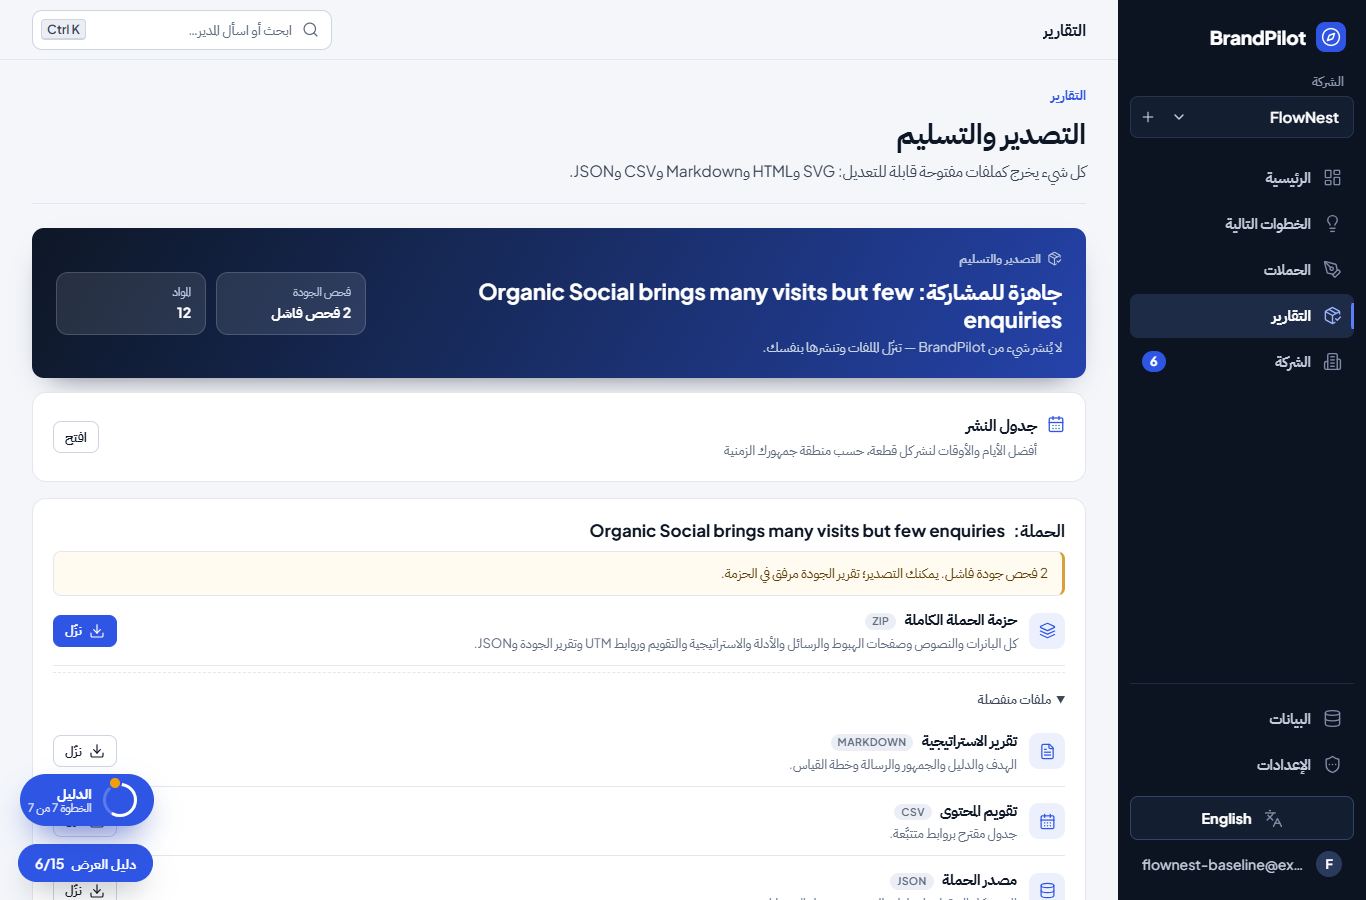 BrandPilot
الشركة
FlowNest
الرئيسية
الخطوات التالية
الحملات
التقارير
الشركة
6
البيانات
الإعدادات
English
flownest-baseline@ex...
F
التقارير
ابحث أو اسأل المدير...
Ctrl K
التقارير
التصدير والتسليم
كل شيء يخرج كملفات مفتوحة قابلة للتعديل: SVG وHTML وMarkdown وCSV وJSON.
التصدير والتسليم
جاهزة للمشاركة: Organic Social brings many visits but few
enquiries
لا يُنشر شيء من BrandPilot — تنزّل الملفات وتنشرها بنفسك.
فحص الجودة
2 فحص فاشل
المواد
12
جدول النشر
أفضل الأيام والأوقات لنشر كل قطعة، حسب منطقة جمهورك الزمنية
افتح
الحملة: Organic Social brings many visits but few enquiries
2 فحص جودة فاشل. يمكنك التصدير؛ تقرير الجودة مرفق في الحزمة.
حزمة الحملة الكاملة ZIP
كل البانرات والنصوص وصفحات الهبوط والرسائل والأدلة والاستراتيجية والتقويم وروابط UTM وتقرير الجودة وJSON.
نزّل
▼ ملفات منفصلة
تقرير الاستراتيجية MARKDOWN
الهدف والدليل والجمهور والرسالة وخطة القياس.
نزّل
تقويم المحتوى CSV
جدول مقترح بروابط متتبَّعة.
مصدر الحملة JSON
نزّل
الدليل
الخطوة 7 من 7
دليل العرض 6/15